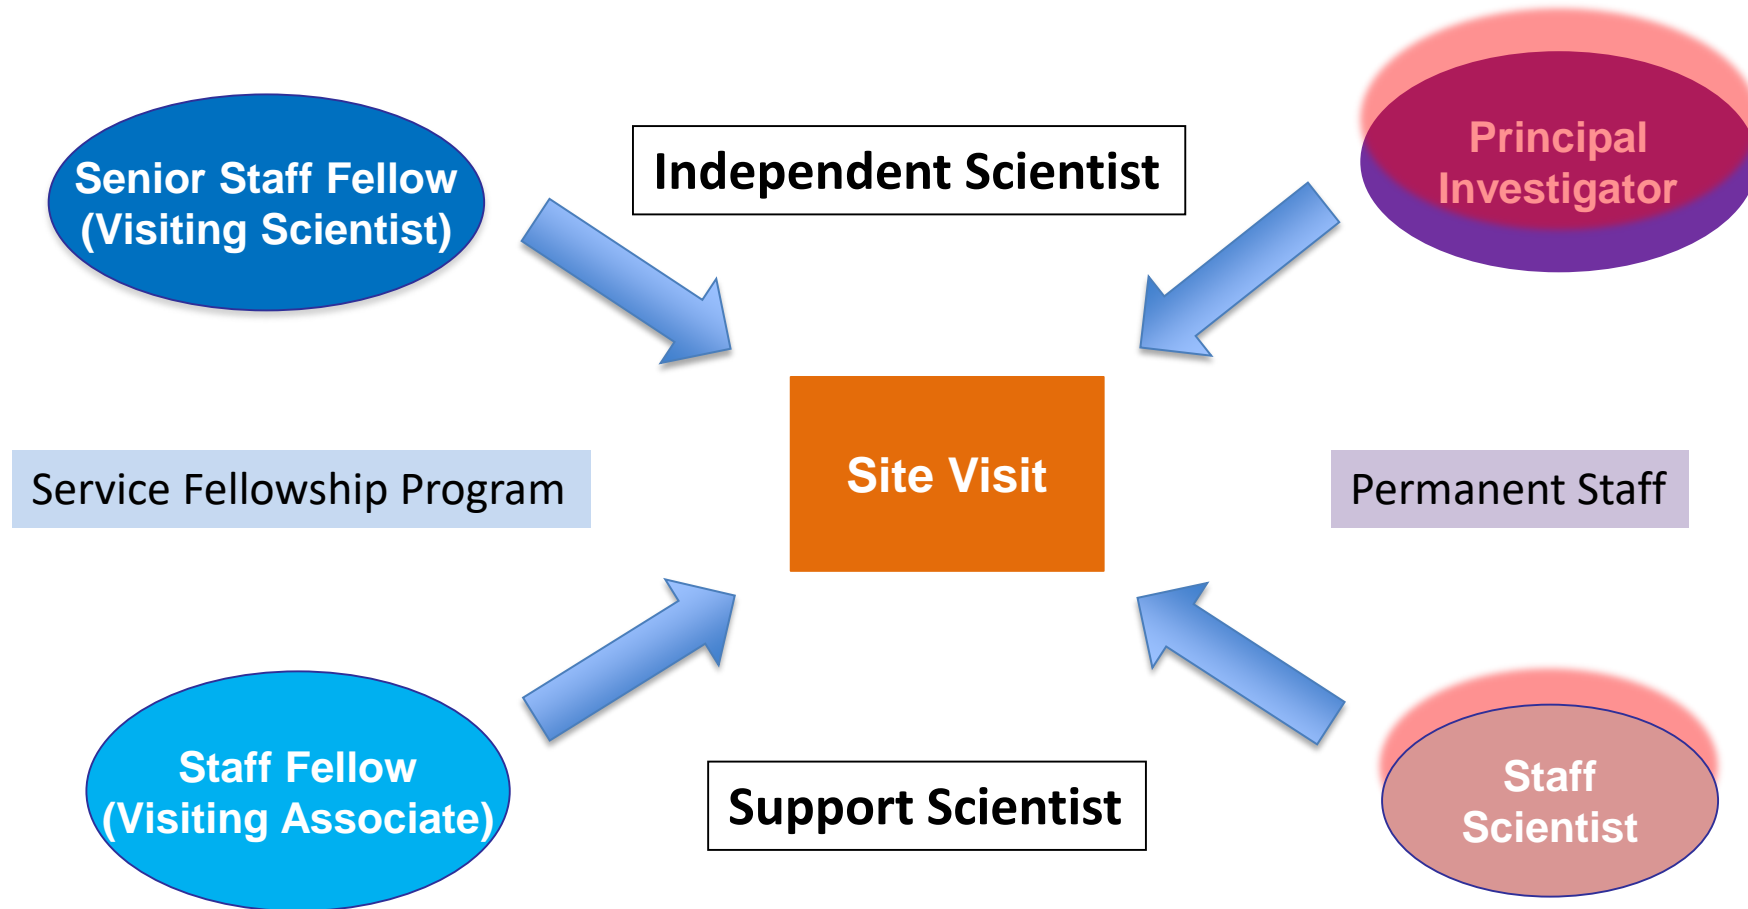 Senior Staff Fellow
(Visiting Scientist)
Independent Scientist
Principal
Investigator
Service Fellowship Program
Site Visit
Permanent Staff
Staff Fellow
(Visiting Associate)
Support Scientist
Staff
Scientist